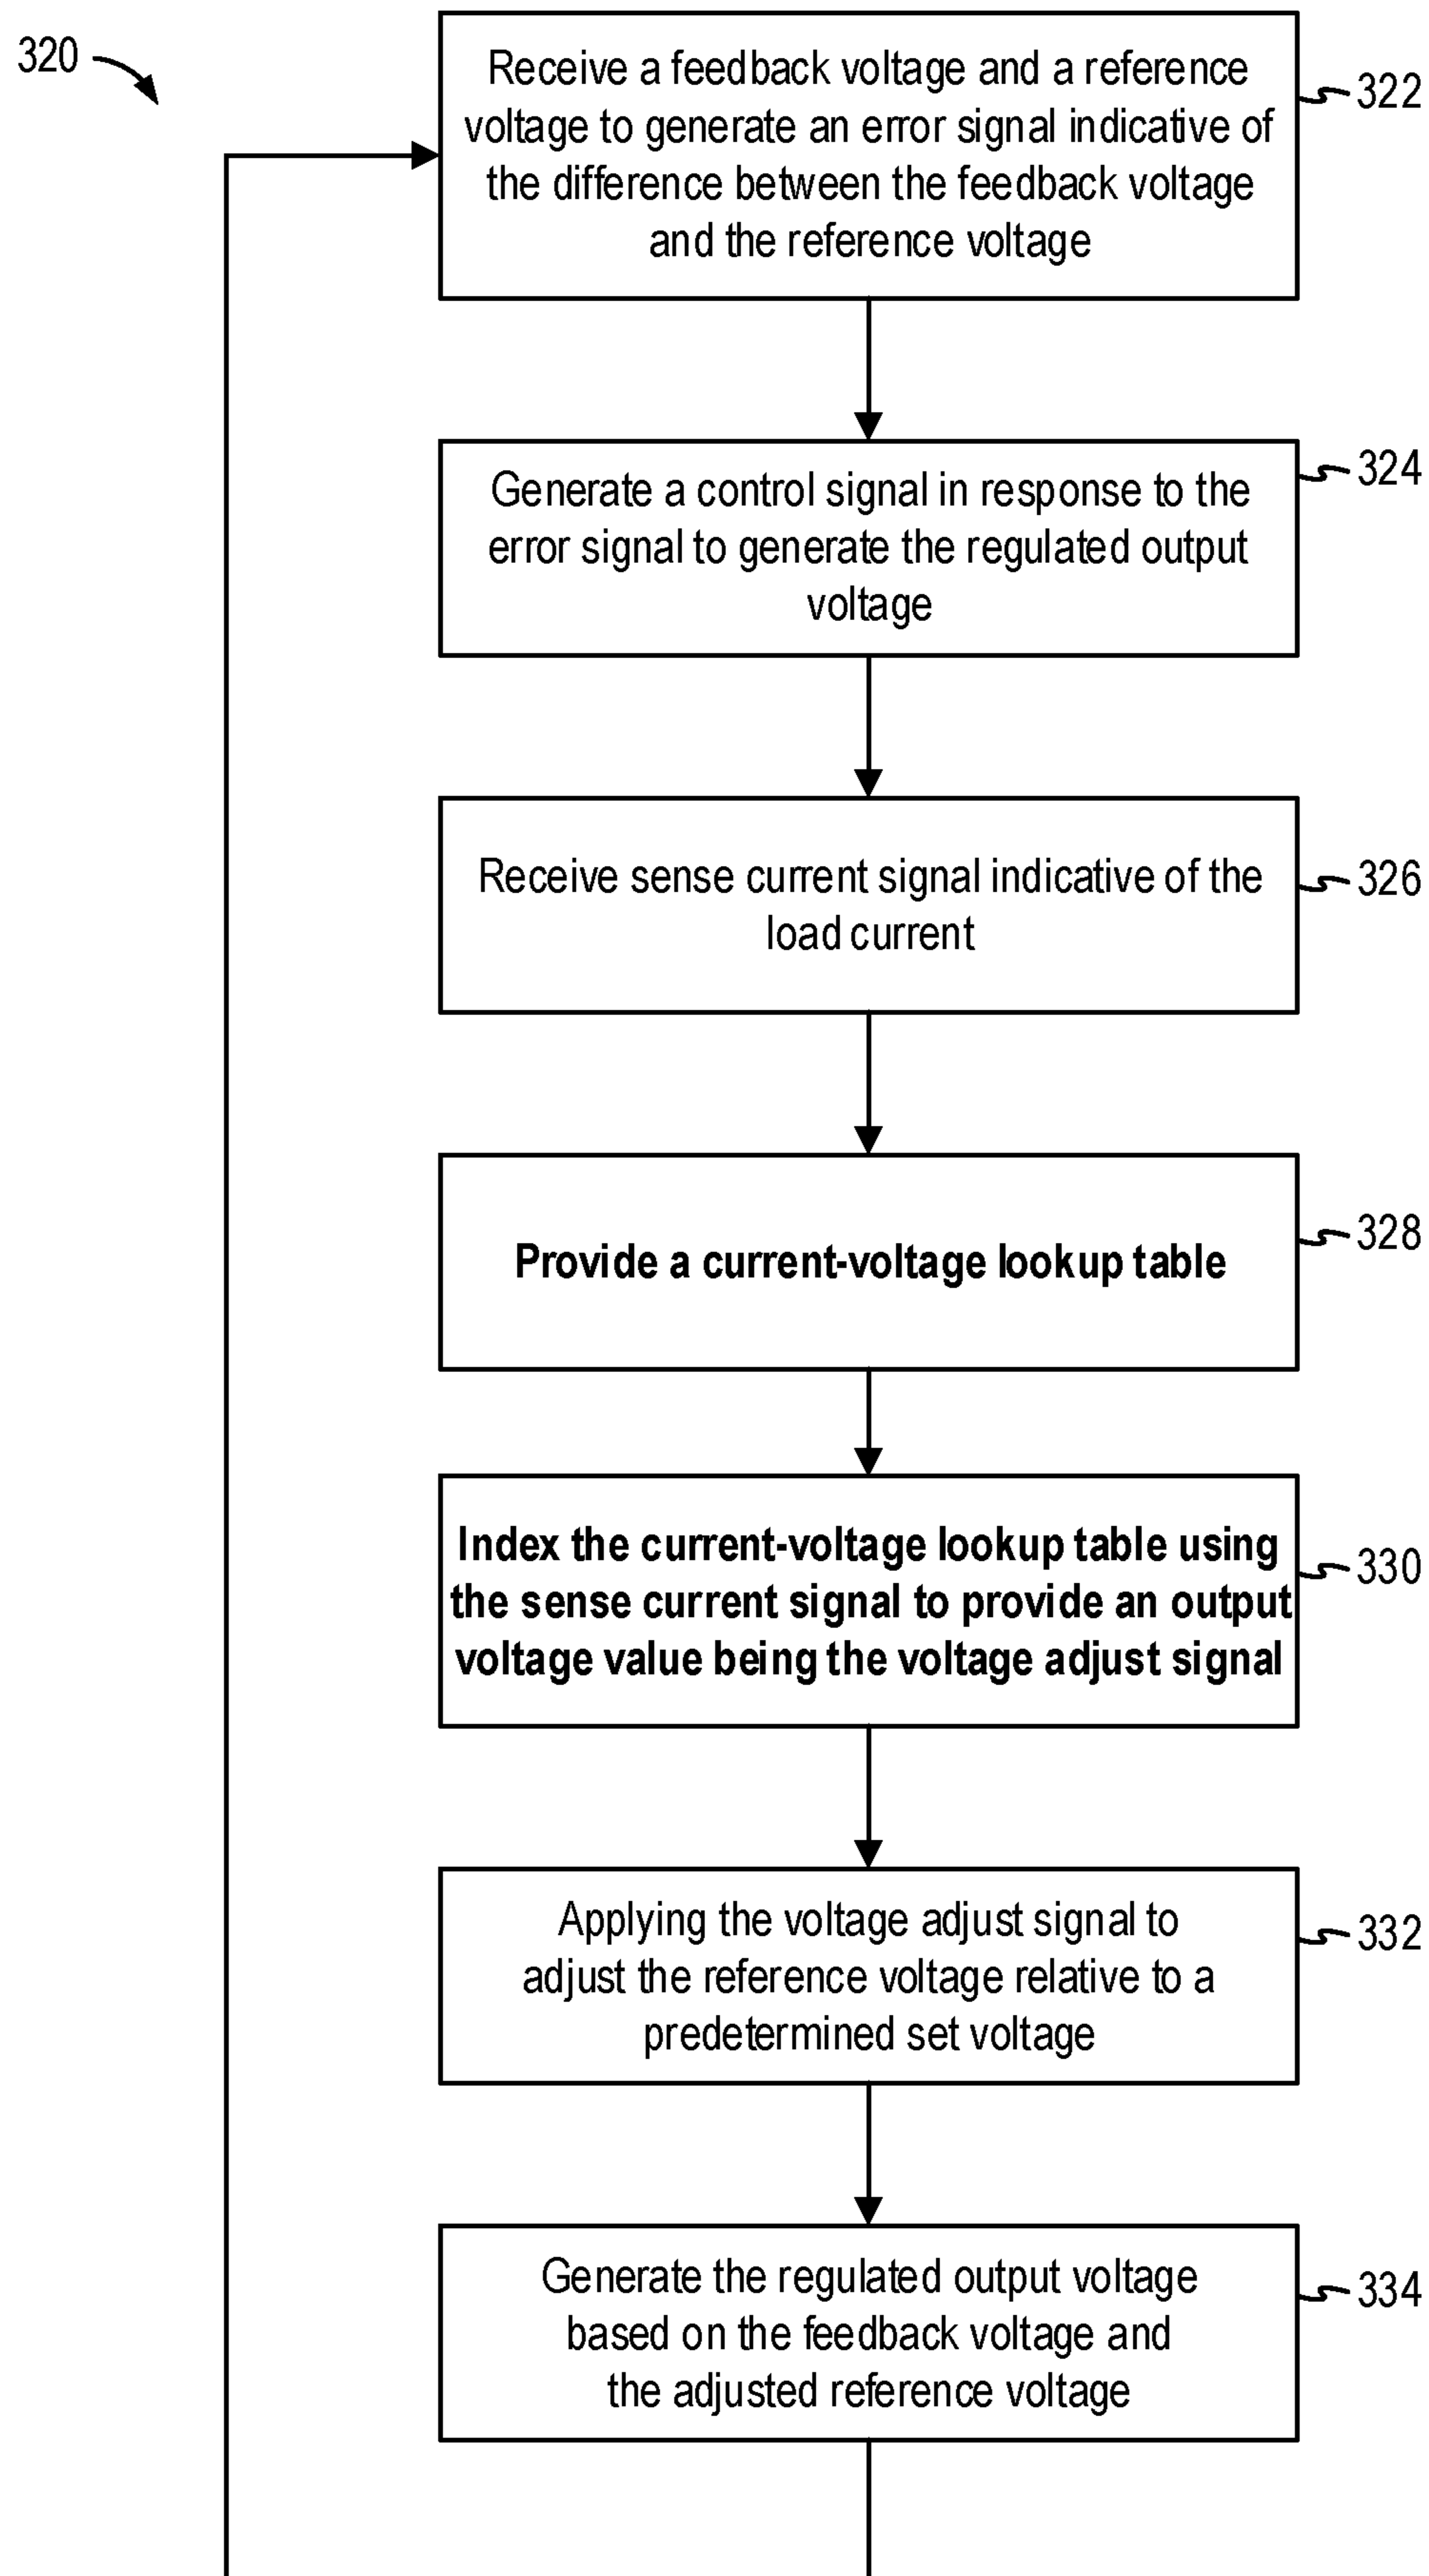 320
Receive a feedback voltage and a reference
voltage to generate an error signal indicative of
the difference between the feedback voltage
and the reference voltage
322
Generate a control signal in response to the
error signal to generate the regulated output
voltage
324
Receive sense current signal indicative of the
load current
326
Provide a current-voltage lookup table
328
Index the current-voltage lookup table using
the sense current signal to provide an output
voltage value being the voltage adjust signal
330
Applying the voltage adjust signal to
adjust the reference voltage relative to a
predetermined set voltage
332
Generate the regulated output voltage
based on the feedback voltage and
the adjusted reference voltage
334